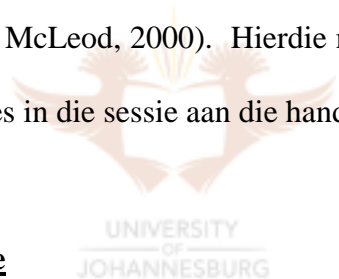 McLeod, 2000). Hierdie
es in die sessie aan die hand
UNIVERSITY
OF
JOHANNESBURG
e